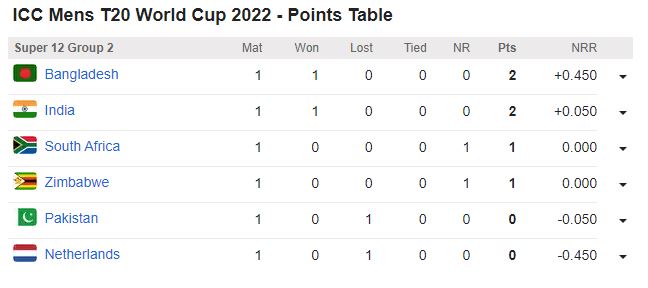 ICC Mens T20 World Cup 2022 - Points Table
Super 12 Group 2 Mat Won Lost Tied NR Pts NRR
Bangladesh 1 1 0 0 0 2 +0.450
India 1 1 0 0 0 2 +0.050
South Africa 1 0 0 0 1 1 0.000
Zimbabwe 1 0 0 0 1 1 0.000
Pakistan 1 0 1 0 0 0 -0.050
Netherlands 1 0 1 0 0 0 -0.450